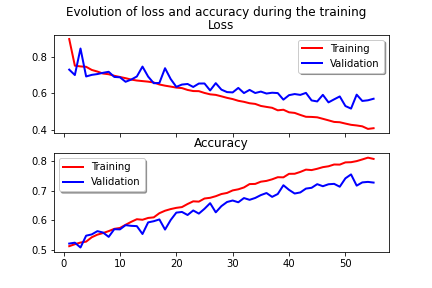 Evolution of loss and accuracy during the training
Loss
Training
Validation
0.8
0.6
0.4
Accuracy
Training
Validation
0.8
0.7
0.6
0.5
0 10 20 30 40 50